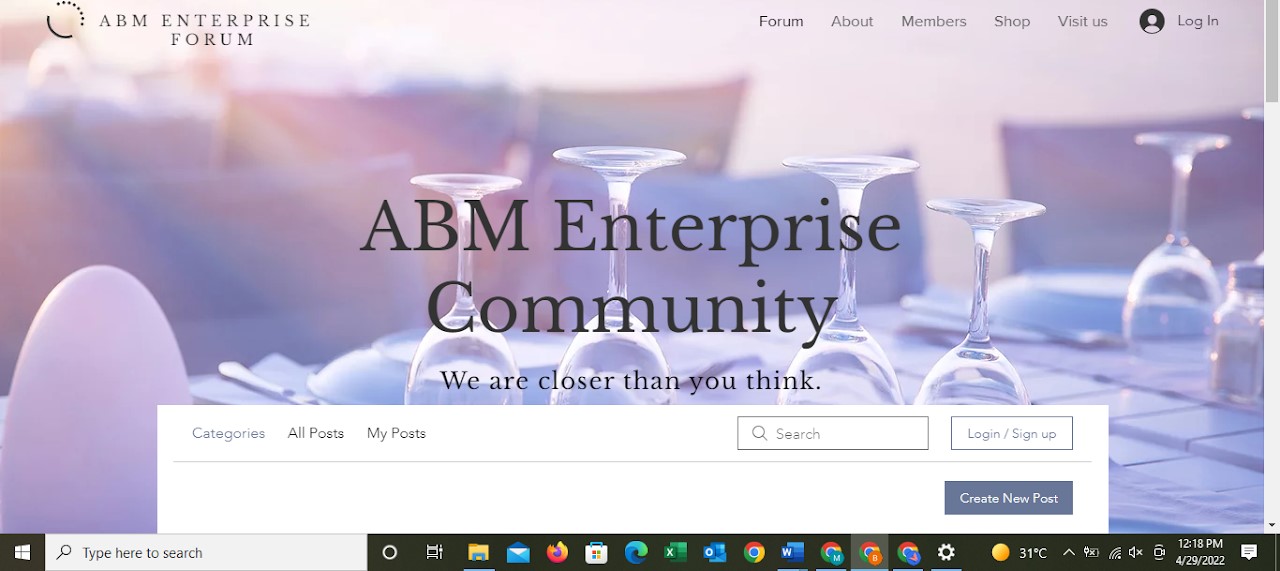 ABM ENTERPRISE
FORUM
Forum About Members Shop Visit us Log In
ABM Enterprise
Community
We are closer than you think.
Categories All Posts My Posts Search Login / Sign up
Create New Post
Type here to search
31°C
12:18 PM
4/29/2022